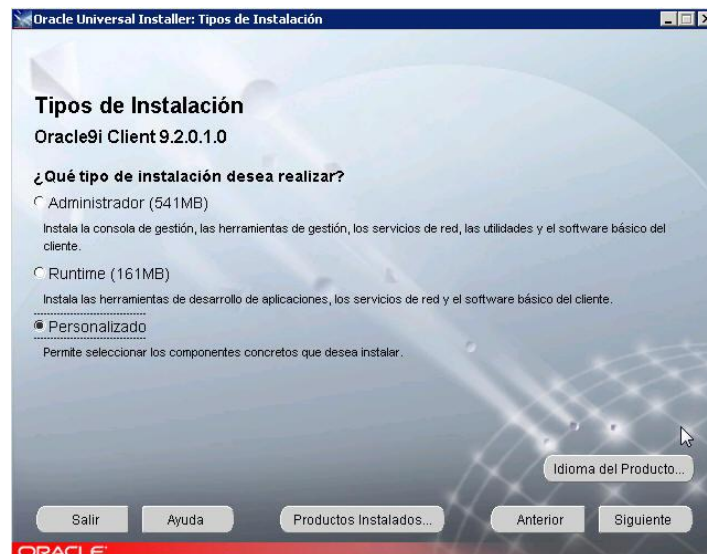 Oracle Universal Installer: Tipos de Instalación
Tipos de Instalación
Oracle9i Client 9.2.0.1.0
¿Qué tipo de instalación desea realizar?
Administrador (541MB)
Instala la consola de gestión, las herramientas de gestión, los servicios de red, las utilidades y el software básico del
cliente.
Runtime (161MB)
Instala las herramientas de desarrollo de aplicaciones, los servicios de red y el software básico del cliente.
Personalizado
Permite seleccionar los componentes concretos que desea instalar.
Idioma del Producto...
Salir Ayuda Productos Instalados... Anterior Siguiente
ORACLE